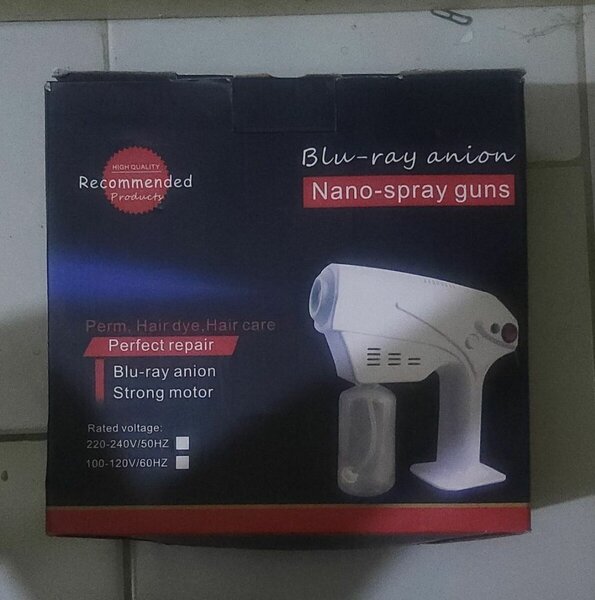 HIGH QUALITY
Recommended
Products
Blu-ray anion
Nano-spray guns
Perm, Hair dye,Hair care
Perfect repair
Blu-ray anion
Strong motor
Rated voltage:
220-240V/50HZ
100-120V/60HZ